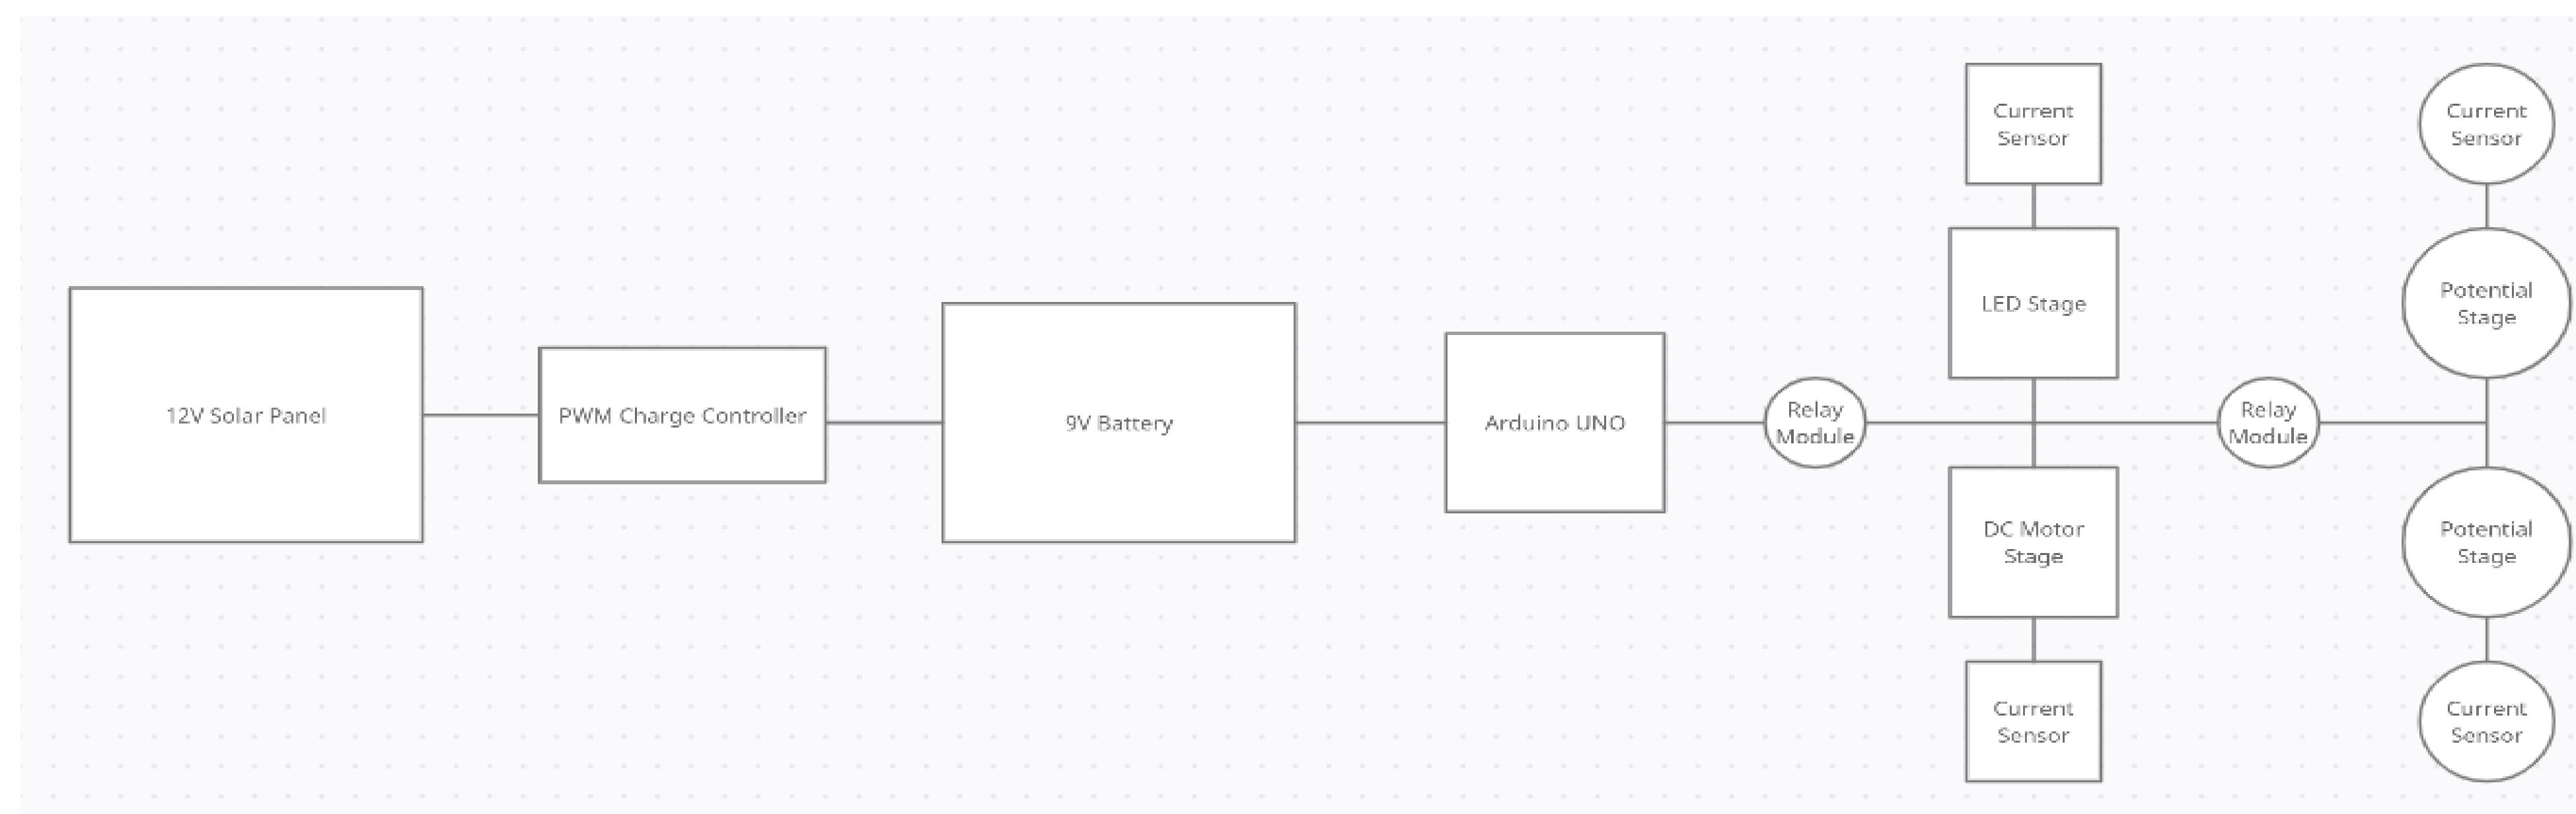 12V Solar Panel
PWM Charge Controller
9V Battery
Arduino UNO
Relay
Module
Current
Sensor
LED Stage
DC Motor
Stage
Current
Sensor
Relay
Module
Current
Sensor
Potential
Stage
Potential
Stage
Current
Sensor